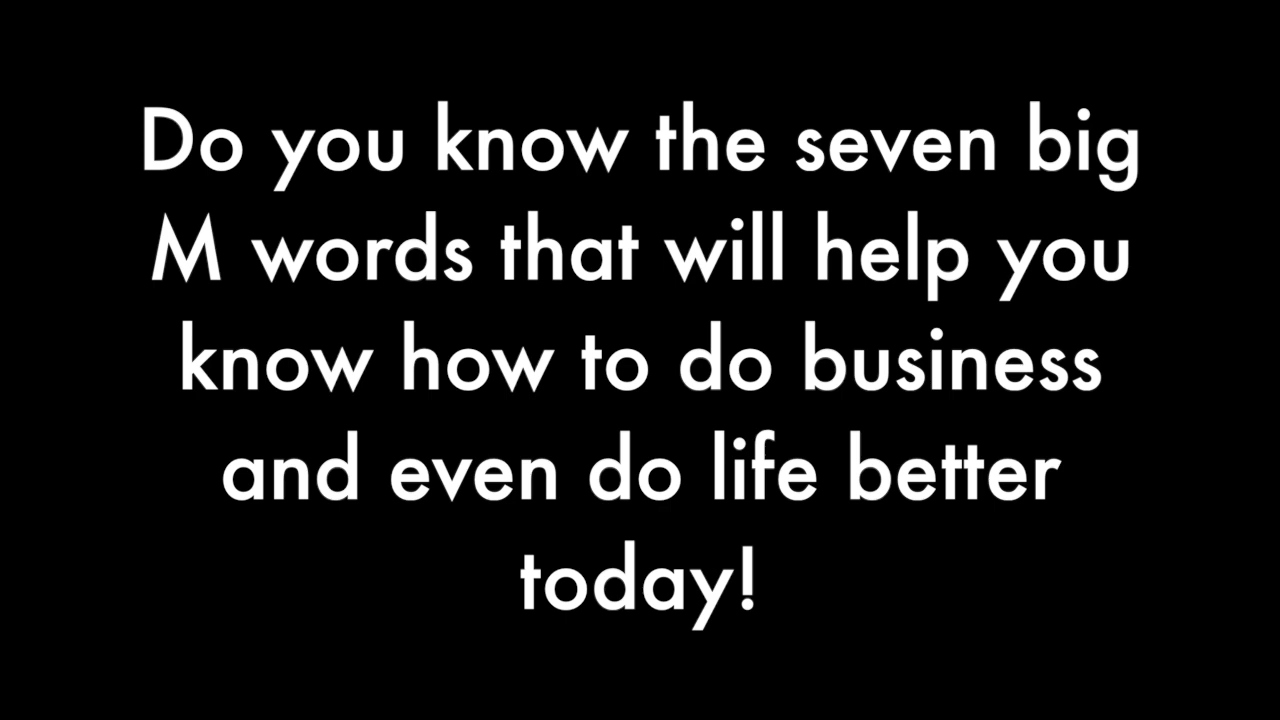 Do you know the seven big
M words that will help you
know how to do business
and even do life better
today!